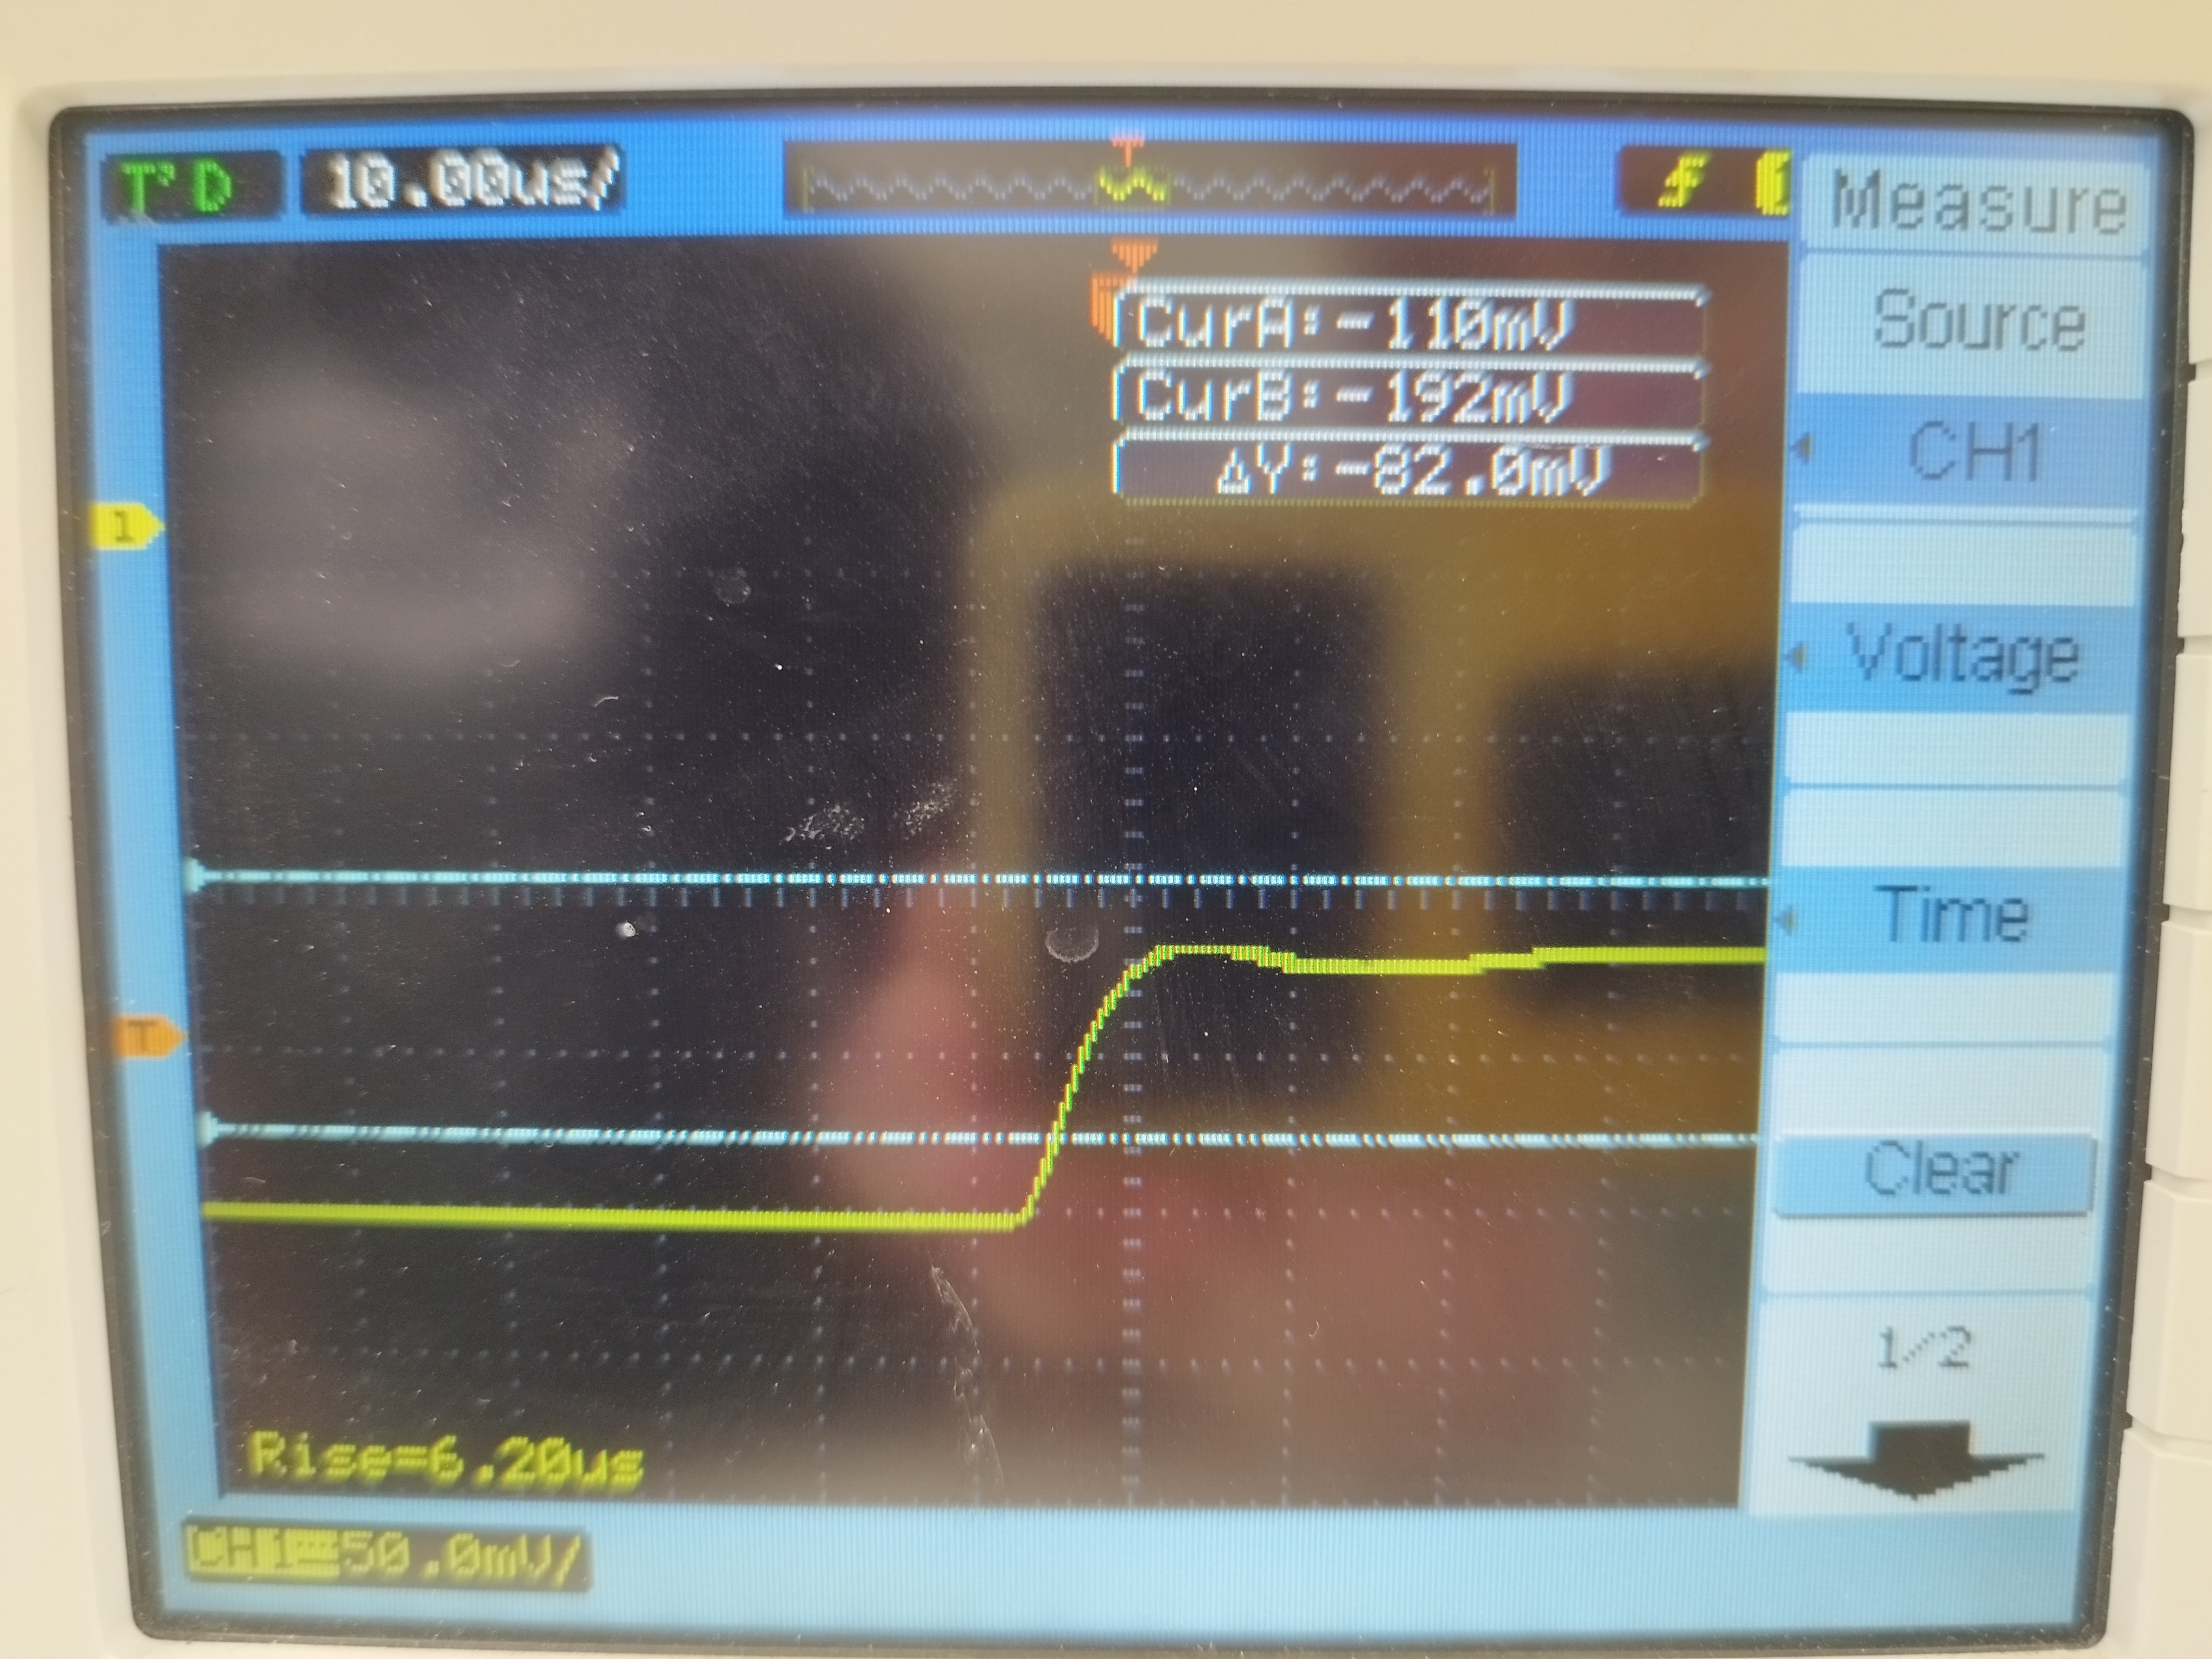 T'D 10.00us/ T 1
Measure
Source
CurA:-110mV
CurB:-192mV
ΔY:-82.0mV
CH1
1
Voltage
Time
T
Clear
1/2
Rise=6.20us
CH1 50.0mV/